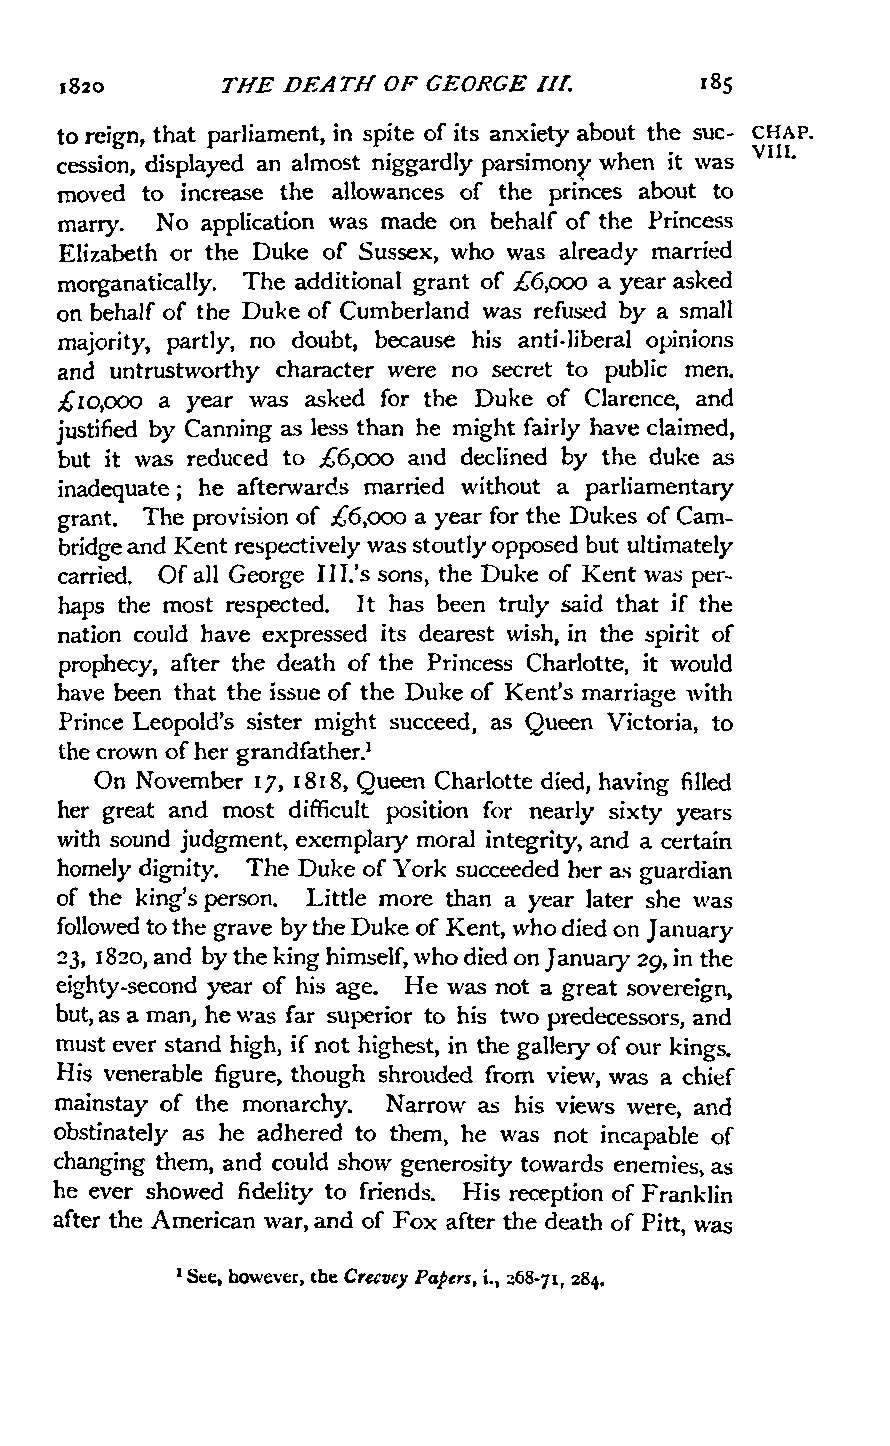 1820 THE DEATH OF GEORGE III. 185
to reign, that parliament, in spite of its anxiety about the suc- CHAP.
cession, displayed an almost niggardly parsimony when it was VIII.
moved to increase the allowances of the princes about to
marry. No application was made on behalf of the Princess
Elizabeth or the Duke of Sussex, who was already married
morganatically. The additional grant of £6,000 a year asked
on behalf of the Duke of Cumberland was refused by a small
majority, partly, no doubt, because his anti-liberal opinions
and untrustworthy character were no secret to public men.
£10,000 a year was asked for the Duke of Clarence, and
justified by Canning as less than he might fairly have claimed,
but it was reduced to £6,000 and declined by the duke as
inadequate; he afterwards married without a parliamentary
grant. The provision of £6,000 a year for the Dukes of Cam-
bridge and Kent respectively was stoutly opposed but ultimately
carried. Of all George III.'s sons, the Duke of Kent was per-
haps the most respected. It has been truly said that if the
nation could have expressed its dearest wish, in the spirit of
prophecy, after the death of the Princess Charlotte, it would
have been that the issue of the Duke of Kent's marriage with
Prince Leopold's sister might succeed, as Queen Victoria, to
the crown of her grandfather.¹
On November 17, 1818, Queen Charlotte died, having filled
her great and most difficult position for nearly sixty years
with sound judgment, exemplary moral integrity, and a certain
homely dignity. The Duke of York succeeded her as guardian
of the king's person. Little more than a year later she was
followed to the grave by the Duke of Kent, who died on January
23, 1820, and by the king himself, who died on January 29, in the
eighty-second year of his age. He was not a great sovereign,
but, as a man, he was far superior to his two predecessors, and
must ever stand high, if not highest, in the gallery of our kings.
His venerable figure, though shrouded from view, was a chief
mainstay of the monarchy. Narrow as his views were, and
obstinately as he adhered to them, he was not incapable of
changing them, and could show generosity towards enemies, as
he ever showed fidelity to friends. His reception of Franklin
after the American war, and of Fox after the death of Pitt, was
¹ See, however, the Creevey Papers, i., 268-71, 284.